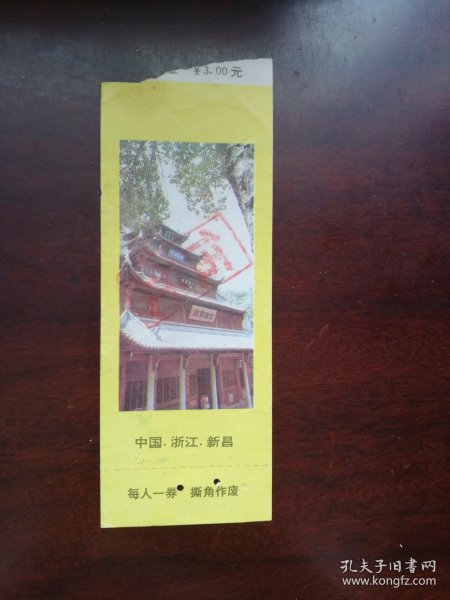 ¥3.00元
中国.浙江.新昌
每人一券 撕角作废
孔夫子旧书网
www.kongfz.com